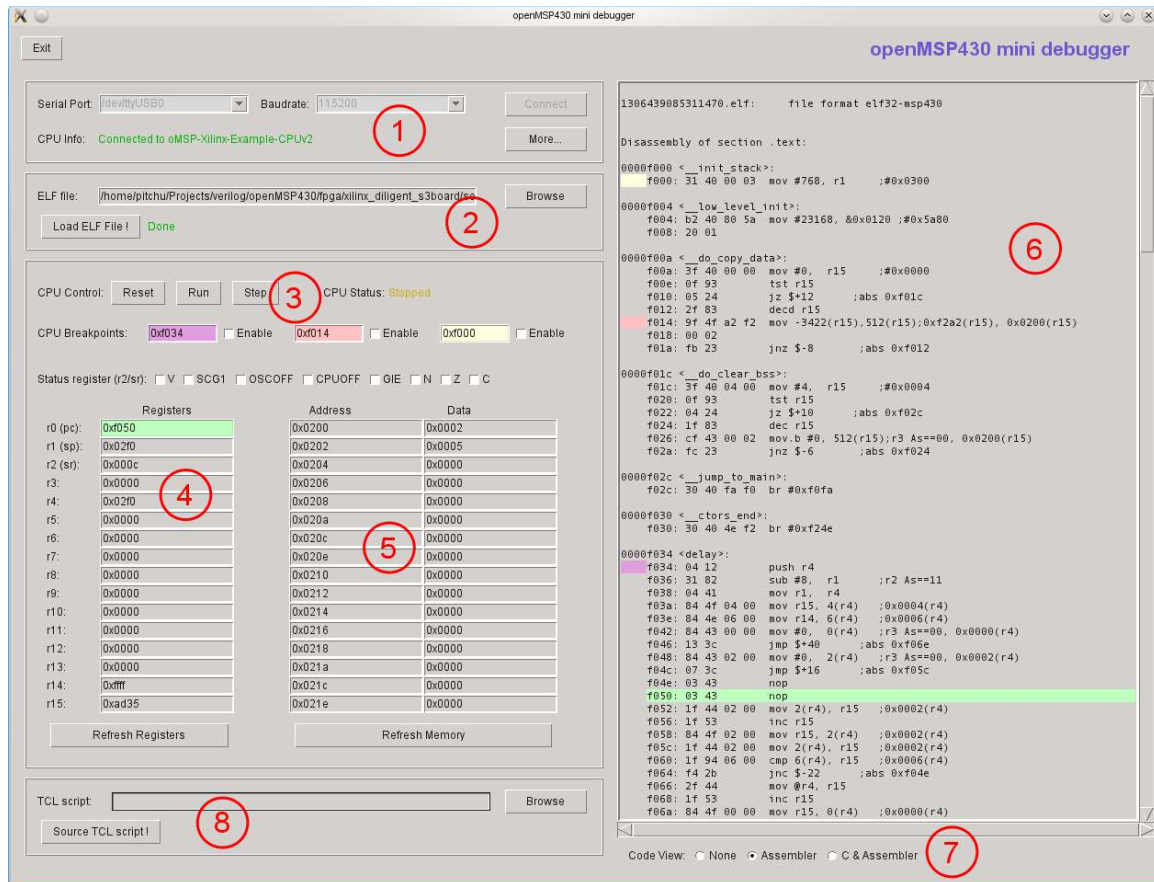 openMSP430 mini debugger
Exit
openMSP430 mini debugger
Serial Port: /dev/ttyUSB0 Baudrate: 115200 Connect
1
CPU Info: Connected to oMSP-Xilinx-Example-CPUv2 More...
ELF file: /home/pitchu/Projects/verilog/openMSP430/fpga/xilinx_diligent_s3board/so Browse
2
Load ELF File ! Done
CPU Control: Reset Run Step 3 CPU Status: Stopped
CPU Breakpoints: 0xf034 Enable 0xf014 Enable 0xf000 Enable
Status register (r2/sr): V SCG1 OSCOFF CPUOFF GIE N Z C
Registers Address Data
r0 (pc): 0xf050 0x0200 0x0002
r1 (sp): 0x02f0 0x0202 0x0005
r2 (sr): 0x000c 0x0204 0x0000
r3: 0x0000 0x0206 0x0000
4
r4: 0x02f0 0x0208 0x0000
r5: 0x0000 0x020a 0x0000
r6: 0x0000 0x020c 0x0000
5
r7: 0x0000 0x020e 0x0000
r8: 0x0000 0x0210 0x0000
r9: 0x0000 0x0212 0x0000
r10: 0x0000 0x0214 0x0000
r11: 0x0000 0x0216 0x0000
r12: 0x0000 0x0218 0x0000
r13: 0x0000 0x021a 0x0000
r14: 0xffff 0x021c 0x0000
r15: 0xad35 0x021e 0x0000
Refresh Registers Refresh Memory
TCL script: Browse
8
Source TCL script !
1306439085311470.elf: file format elf32-msp430
Disassembly of section .text:
0000f000 <__init_stack>:
f000: 31 40 00 03 mov #768, r1 ;#0x0300
0000f004 <__low_level_init>:
f004: b2 40 80 5a mov #23168, &0x0120 ;#0x5a80
f008: 20 01
6
0000f00a <__do_copy_data>:
f00a: 3f 40 00 00 mov #0, r15 ;#0x0000
f00e: 0f 93 tst r15
f010: 05 24 jz $+12 ;abs 0xf01c
f012: 2f 83 decd r15
f014: 9f 4f a2 f2 mov -3422(r15),512(r15);0xf2a2(r15), 0x0200(r15)
f018: 00 02
f01a: fb 23 jnz $-8 ;abs 0xf012
0000f01c <__do_clear_bss>:
f01c: 3f 40 04 00 mov #4, r15 ;#0x0004
f020: 0f 93 tst r15
f022: 04 24 jz $+10 ;abs 0xf02c
f024: 1f 83 dec r15
f026: cf 43 00 02 mov.b #0, 512(r15);r3 As==00, 0x0200(r15)
f02a: fc 23 jnz $-6 ;abs 0xf024
0000f02c <__jump_to_main>:
f02c: 30 40 fa f0 br #0xf0fa
0000f030 <__ctors_end>:
f030: 30 40 4e f2 br #0xf24e
0000f034 <delay>:
f034: 04 12 push r4
f036: 31 82 sub #8, r1 ;r2 As==11
f038: 04 41 mov r1, r4
f03a: 84 4f 04 00 mov r15, 4(r4) ;0x0004(r4)
f03e: 84 4e 06 00 mov r14, 6(r4) ;0x0006(r4)
f042: 84 43 00 00 mov #0, 0(r4) ;r3 As==00, 0x0000(r4)
f046: 13 3c jmp $+40 ;abs 0xf06e
f048: 84 43 02 00 mov #0, 2(r4) ;r3 As==00, 0x0002(r4)
f04c: 07 3c jmp $+16 ;abs 0xf05c
f04e: 03 43 nop
f050: 03 43 nop
f052: 1f 44 02 00 mov 2(r4), r15 ;0x0002(r4)
f056: 1f 53 inc r15
f058: 84 4f 02 00 mov r15, 2(r4) ;0x0002(r4)
f05c: 1f 44 02 00 mov 2(r4), r15 ;0x0002(r4)
f060: 1f 94 06 00 cmp 6(r4), r15 ;0x0006(r4)
f064: f4 2b jnc $-22 ;abs 0xf04e
f066: 2f 44 mov @r4, r15
f068: 1f 53 inc r15
f06a: 84 4f 00 00 mov r15, 0(r4) ;0x0000(r4)
Code View: None Assembler C & Assembler 7